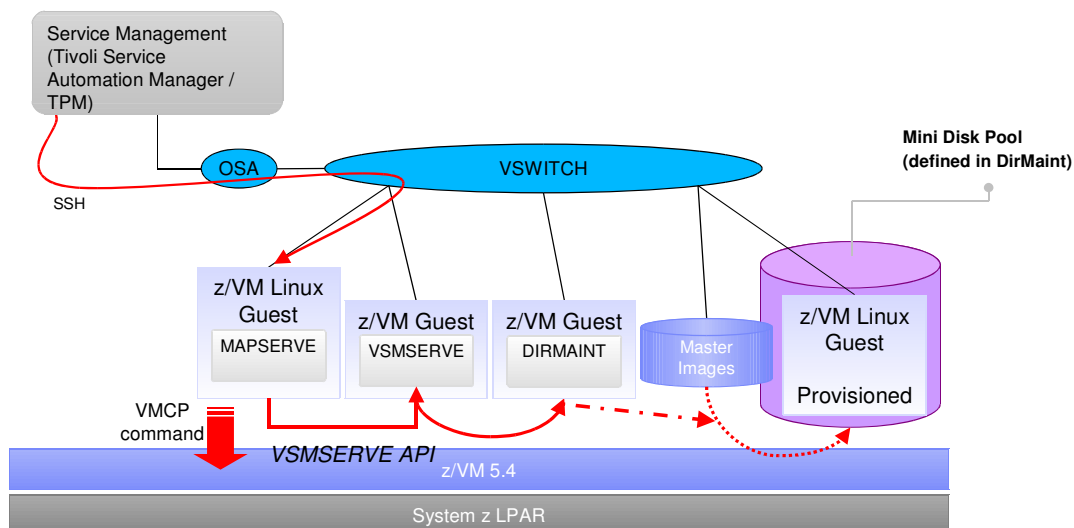 Service Management
(Tivoli Service
Automation Manager /
TPM)
OSA
VSWITCH
Mini Disk Pool
(defined in DirMaint)
SSH
z/VM Linux
Guest
MAPSERVE
z/VM Guest
VSMSERVE
z/VM Guest
DIRMAINT
Master
Images
z/VM Linux
Guest
Provisioned
VMCP
command
VSMSERVE API
z/VM 5.4
System z LPAR